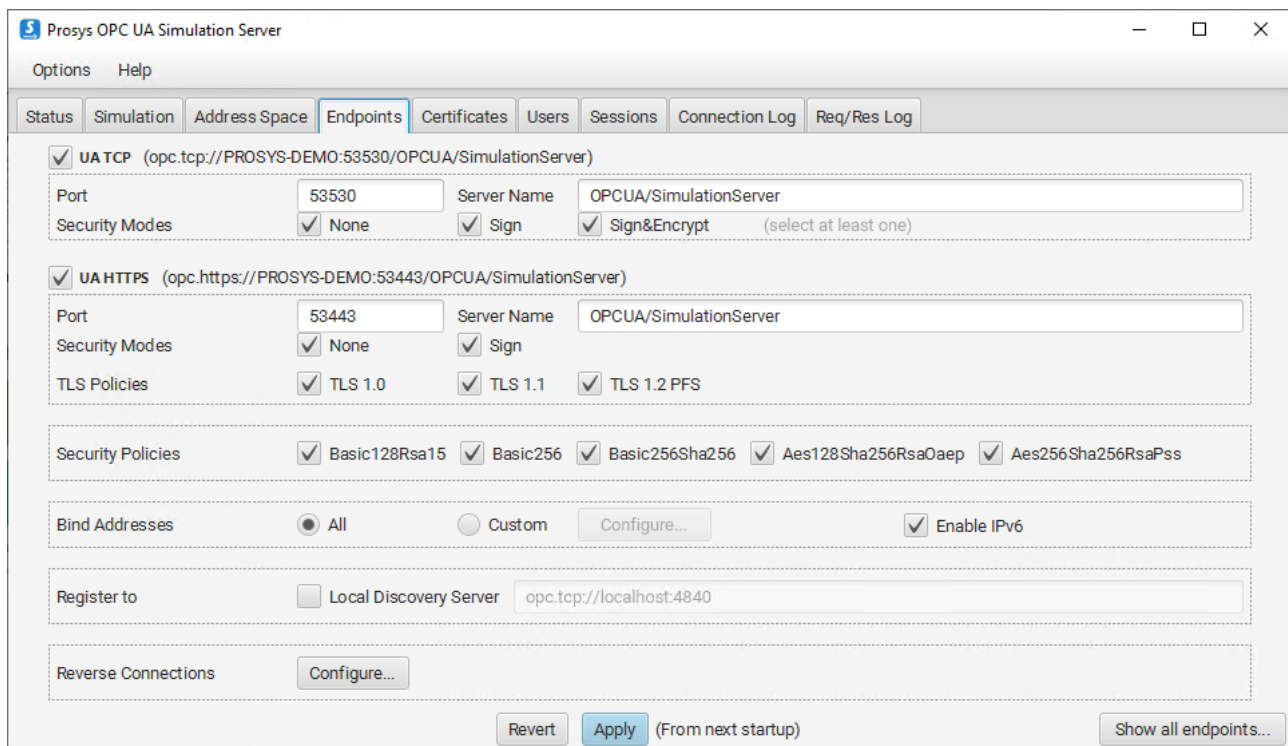 Prosys OPC UA Simulation Server
Options Help
Status Simulation Address Space Endpoints Certificates Users Sessions Connection Log Req/Res Log
UA TCP (opc.tcp://PROSYS-DEMO:53530/OPCUA/SimulationServer)
Port 53530 Server Name OPCUA/SimulationServer
Security Modes None Sign Sign&Encrypt (select at least one)
UA HTTPS (opc.https://PROSYS-DEMO:53443/OPCUA/SimulationServer)
Port 53443 Server Name OPCUA/SimulationServer
Security Modes None Sign
TLS Policies TLS 1.0 TLS 1.1 TLS 1.2 PFS
Security Policies Basic128Rsa15 Basic256 Basic256Sha256 Aes128Sha256RsaOaep Aes256Sha256RsaPss
Bind Addresses All Custom Configure... Enable IPv6
Register to Local Discovery Server opc.tcp://localhost:4840
Reverse Connections Configure...
Revert Apply (From next startup) Show all endpoints...